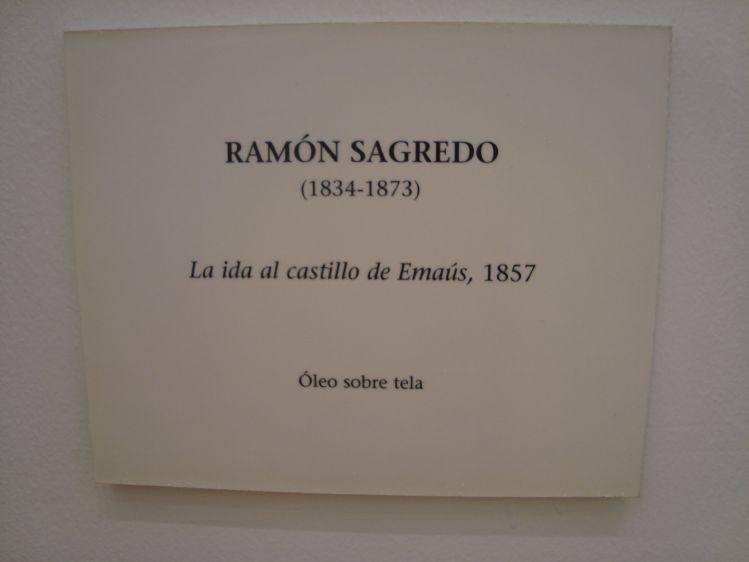 RAMÓN SAGREDO
(1834-1873)
La ida al castillo de Emaús, 1857
Óleo sobre tela